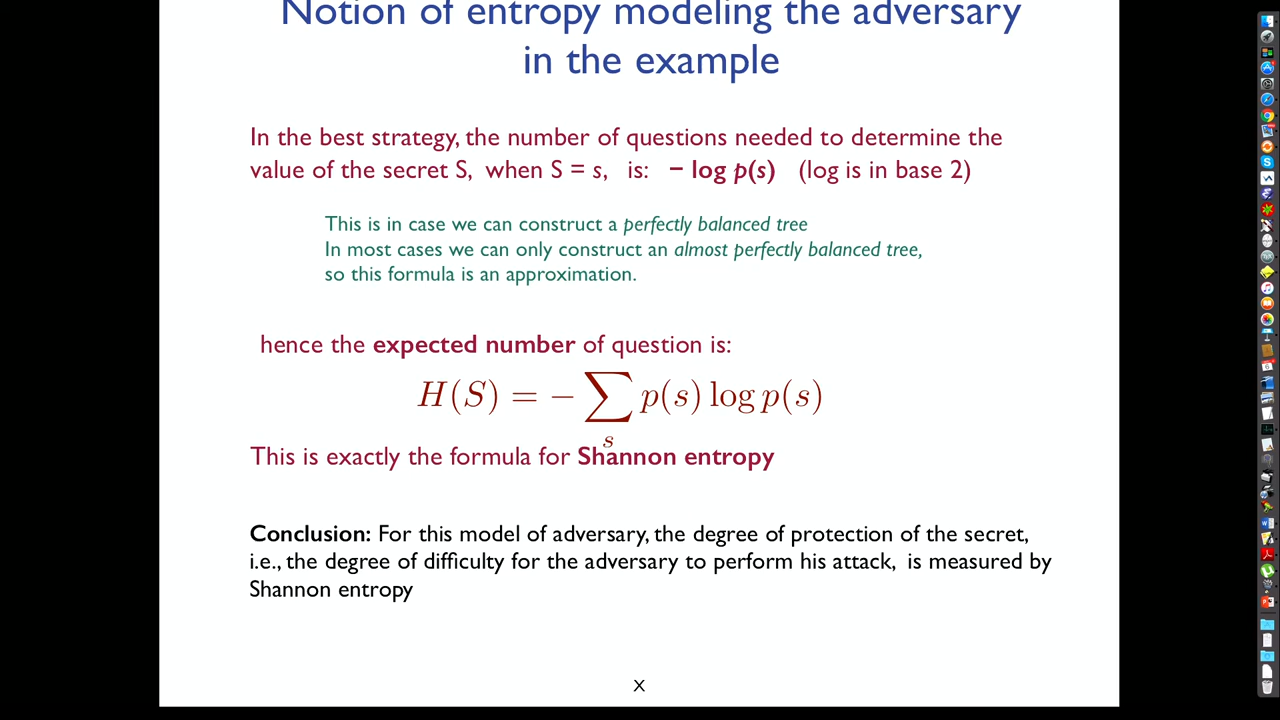 Notion of entropy modeling the adversary
in the example
In the best strategy, the number of questions needed to determine the
value of the secret S, when S = s, is: – log p(s) (log is in base 2)
This is in case we can construct a perfectly balanced tree
In most cases we can only construct an almost perfectly balanced tree,
so this formula is an approximation.
hence the expected number of question is:
H(S) = − ∑ p(s) log p(s)
s
This is exactly the formula for Shannon entropy
Conclusion: For this model of adversary, the degree of protection of the secret,
i.e., the degree of difficulty for the adversary to perform his attack, is measured by
Shannon entropy
X